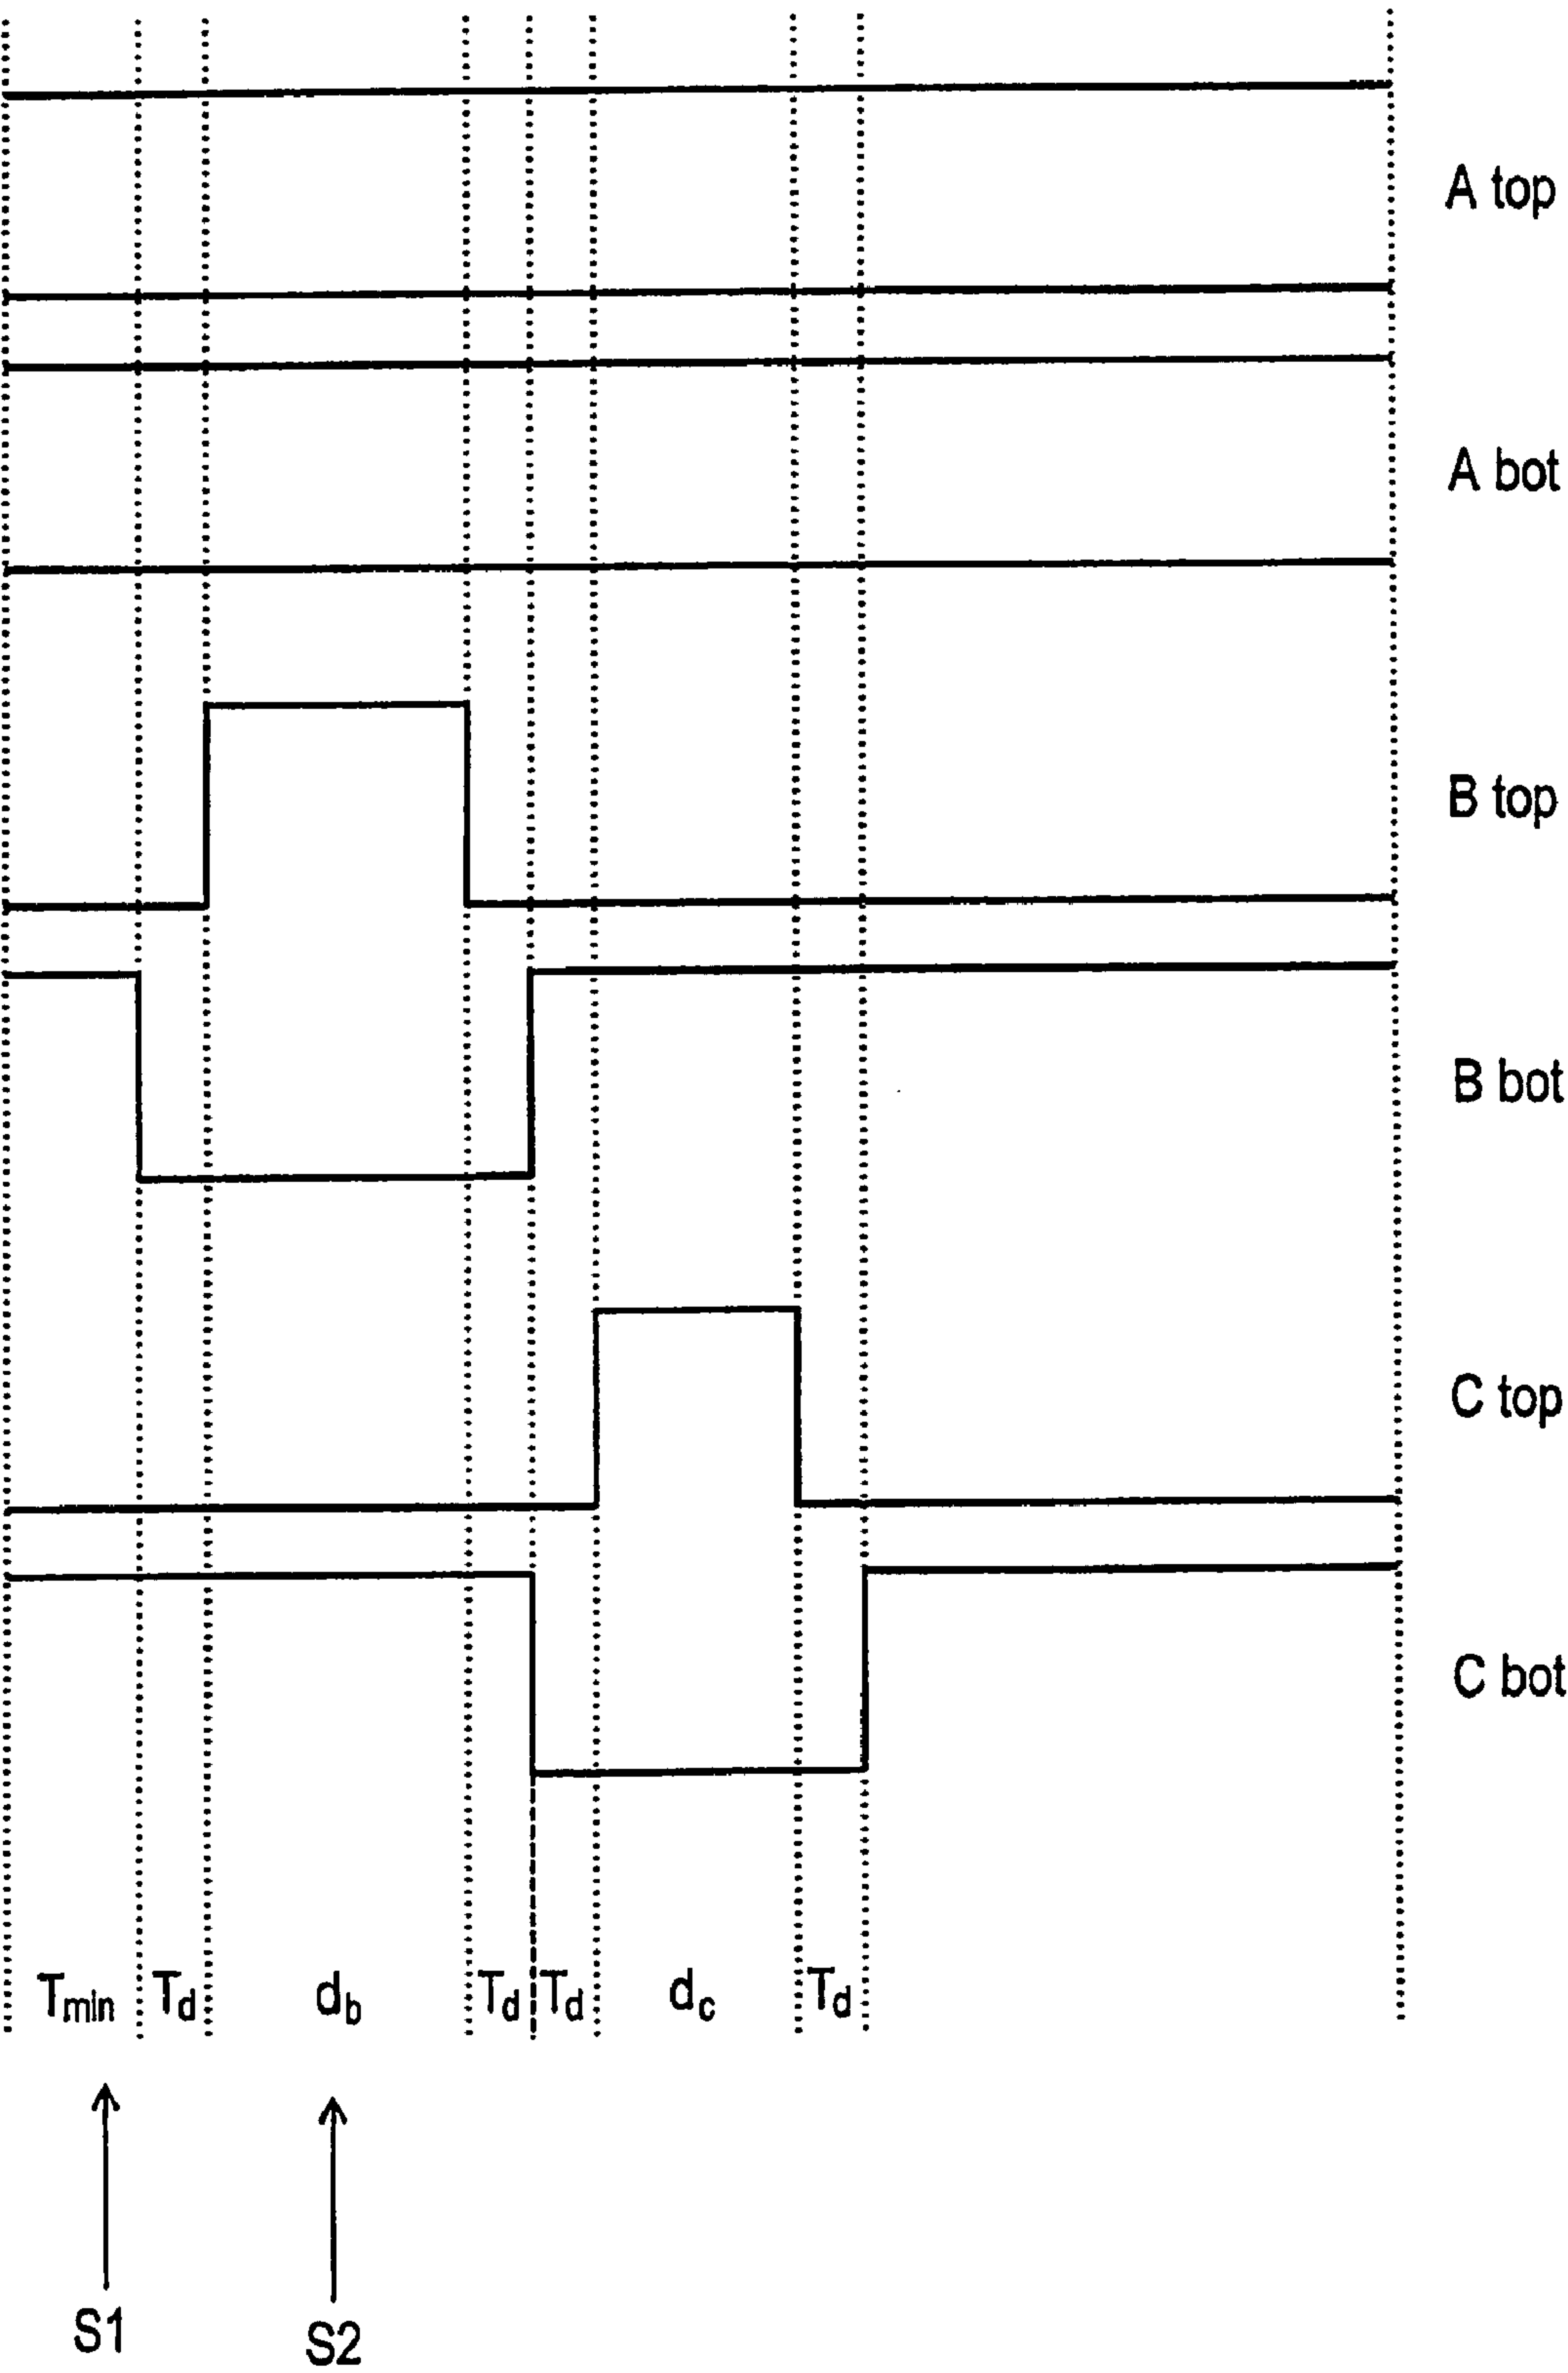 A top
A bot
B top
B bot
C top
C bot
Tmin Td db Td Td dc Td
S1
S2